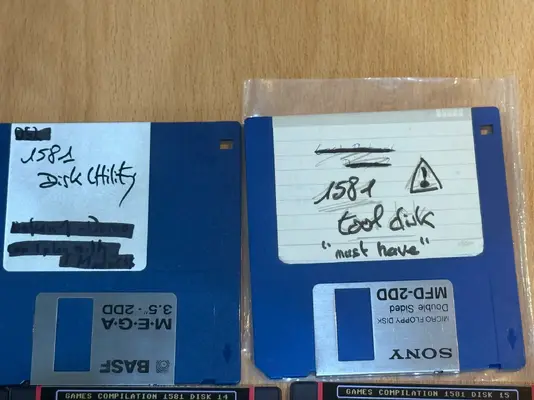 1581
Disk Utility
M·E·G·A
3.5"-2DD
BASF
1581
tool disk
"must have"
MICRO FLOPPY DISK
Double Sided
MFD-2DD
SONY
GAMES COMPILATION 1581 DISK 14
GAMES COMPILATION 1581 DISK 15